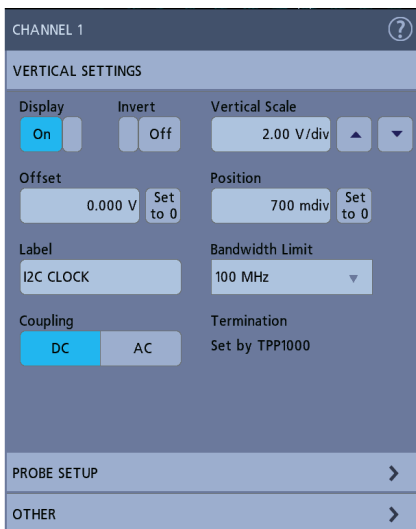 CHANNEL 1 ?
VERTICAL SETTINGS
Display Invert Vertical Scale
On Off 2.00 V/div
Offset Position
0.000 V Set to 0 700 mdiv Set to 0
Label Bandwidth Limit
I2C CLOCK 100 MHz
Coupling Termination
DC AC Set by TPP1000
PROBE SETUP
OTHER